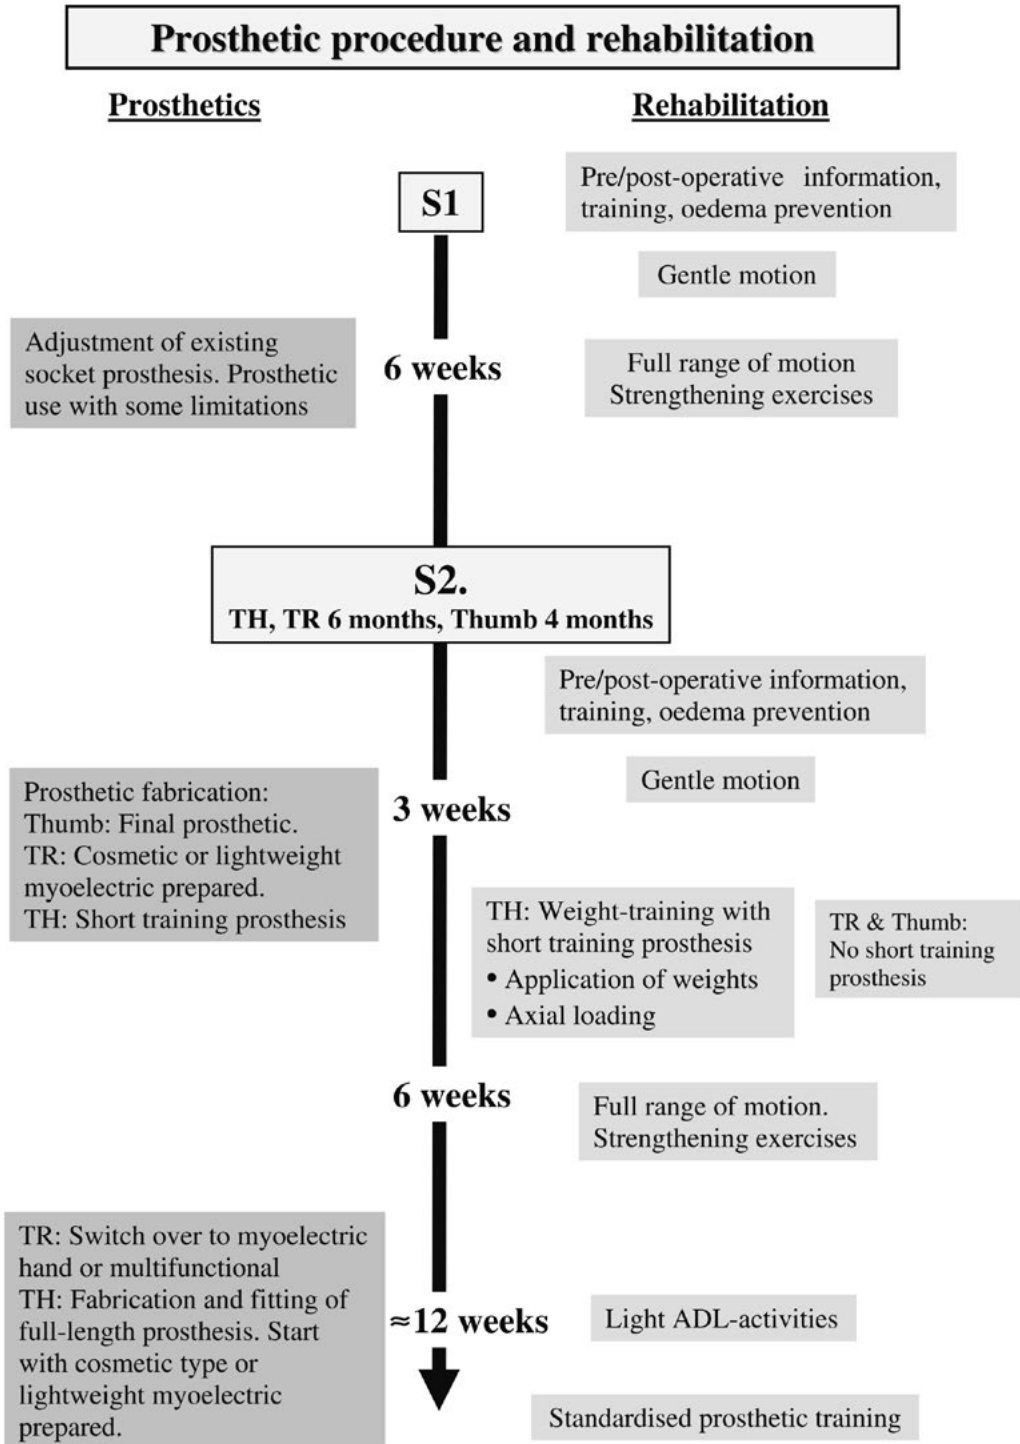 Prosthetic procedure and rehabilitation
Prosthetics
Rehabilitation
S1
Pre/post-operative information,
training, oedema prevention
Gentle motion
Adjustment of existing
socket prosthesis. Prosthetic
use with some limitations
6 weeks
Full range of motion
Strengthening exercises
S2.
TH, TR 6 months, Thumb 4 months
Pre/post-operative information,
training, oedema prevention
Gentle motion
Prosthetic fabrication:
Thumb: Final prosthetic.
TR: Cosmetic or lightweight
myoelectric prepared.
TH: Short training prosthesis
3 weeks
TH: Weight-training with
short training prosthesis
• Application of weights
• Axial loading
TR & Thumb:
No short training
prosthesis
6 weeks
Full range of motion.
Strengthening exercises
TR: Switch over to myoelectric
hand or multifunctional
TH: Fabrication and fitting of
full-length prosthesis. Start
with cosmetic type or
lightweight myoelectric
prepared.
≈12 weeks
Light ADL-activities
Standardised prosthetic training